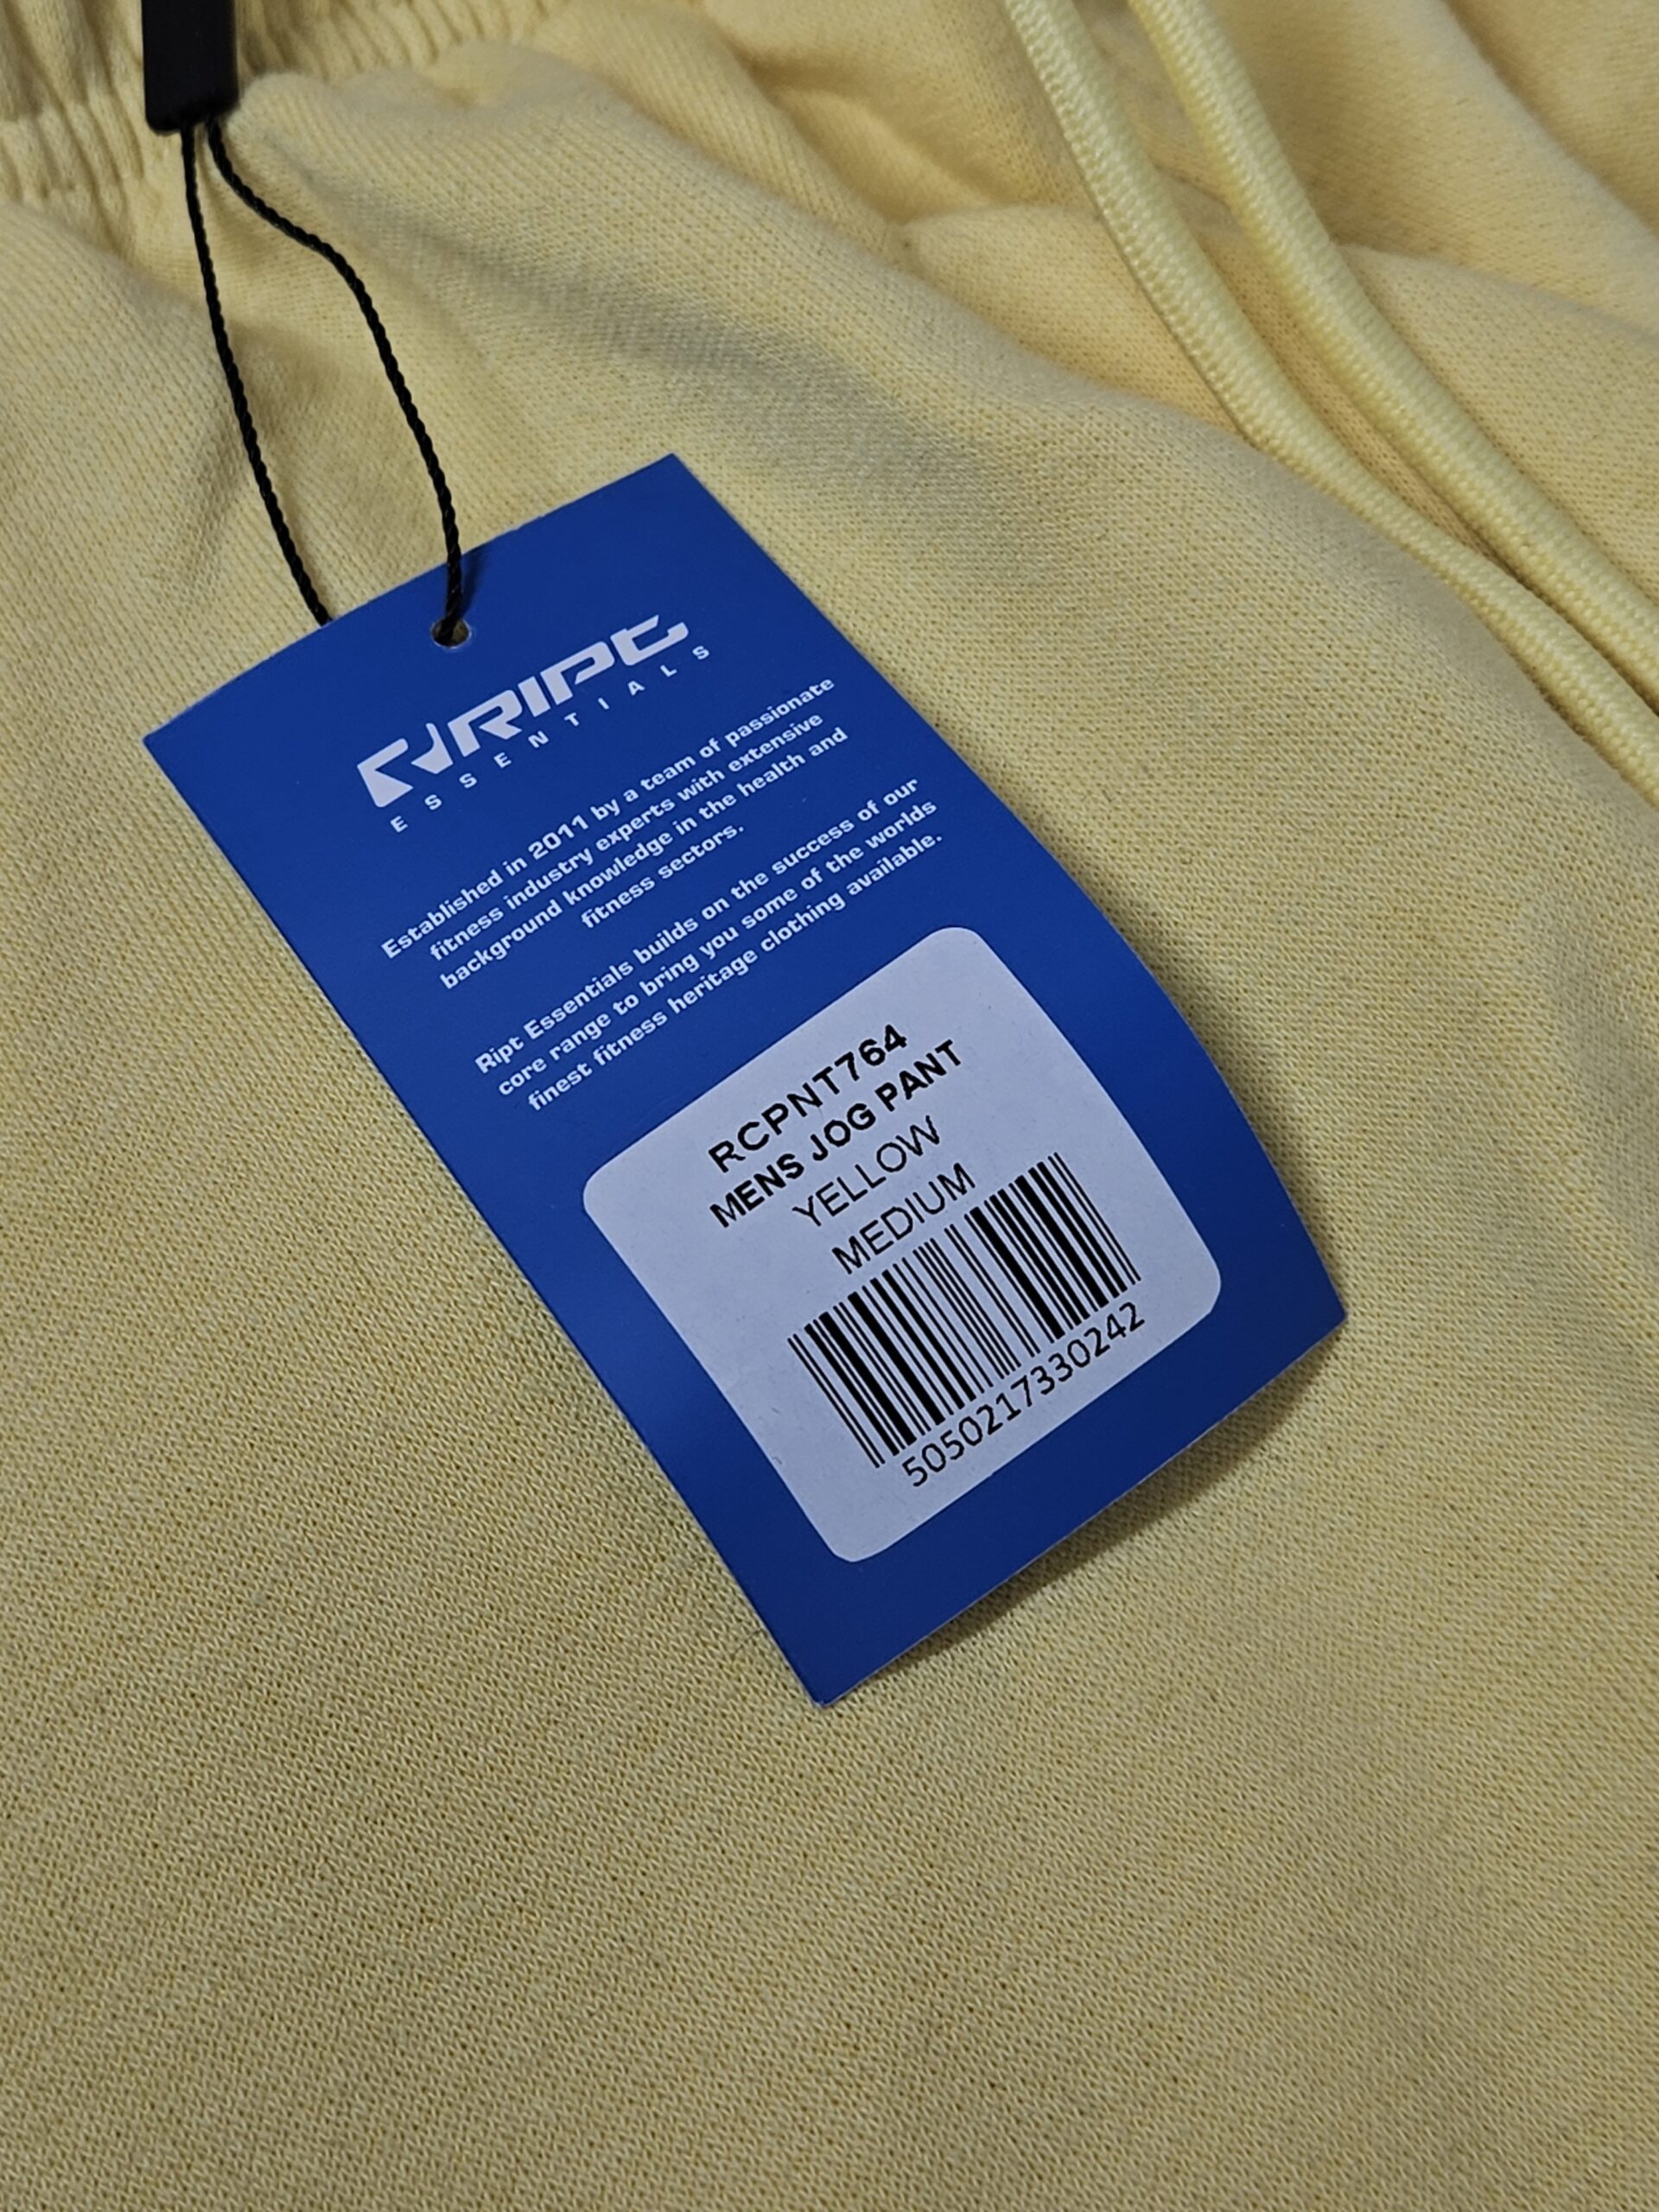 RIPT
ESSENTIALS
Established in 2011 by a team of passionate
fitness industry experts with extensive
background knowledge in the health and
fitness sectors.
Ript Essentials builds on the success of our
core range to bring you some of the worlds
finest fitness heritage clothing available.
RCPNT764
MENS JOG PANT
YELLOW
MEDIUM
5050217330242